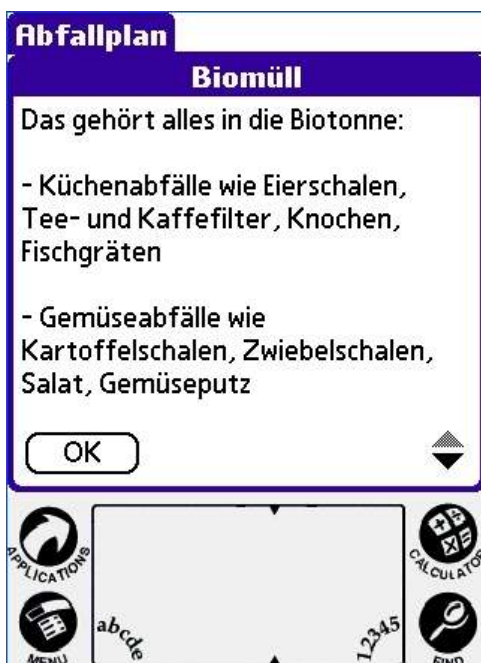 Abfallplan
Biomüll
Das gehört alles in die Biotonne:
- Küchenabfälle wie Eierschalen,
Tee- und Kaffefilter, Knochen,
Fischgräten
- Gemüseabfälle wie
Kartoffelschalen, Zwiebelschalen,
Salat, Gemüseputz
OK
APPLICATIONS
CALCULATOR
abcde
12345
MENU
FIND